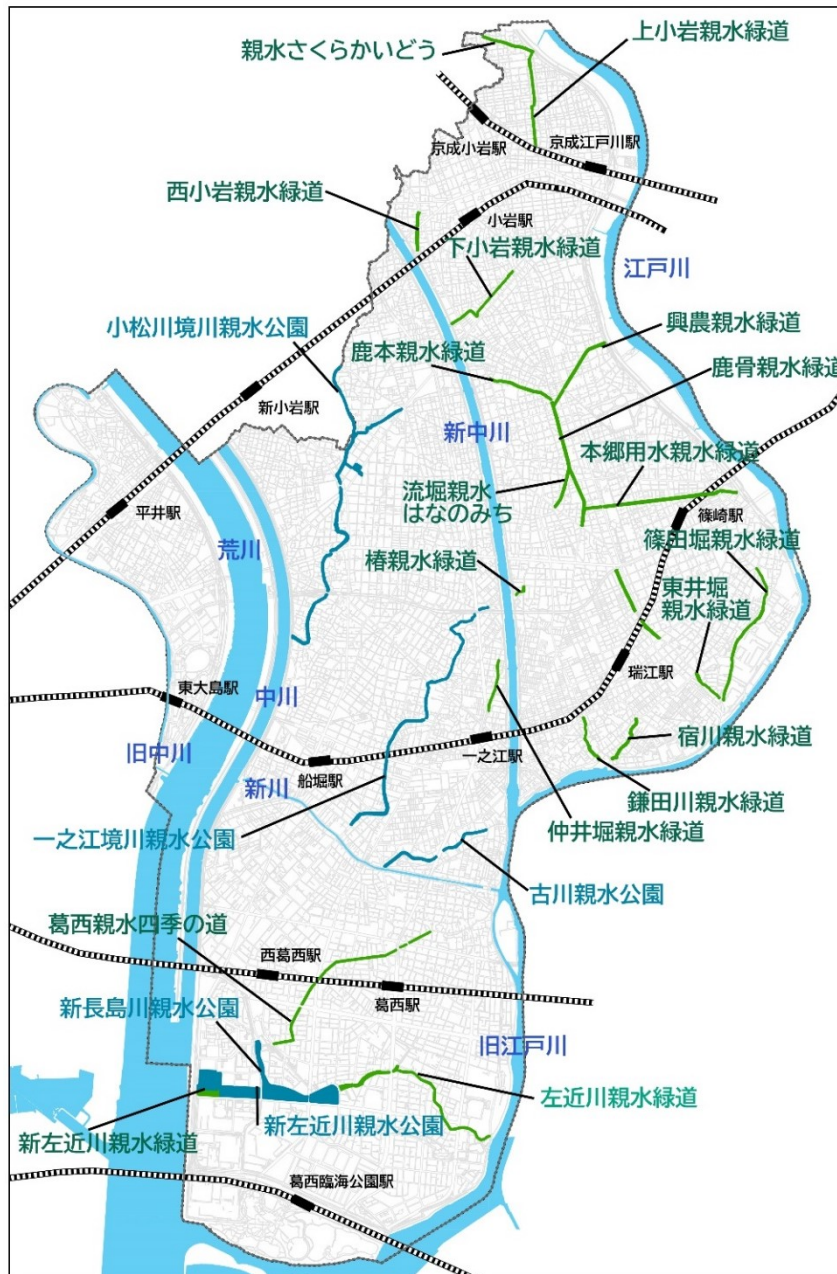 親水さくらかいどう
上小岩親水緑道
京成小岩駅
京成江戸川駅
西小岩親水緑道
小岩駅
下小岩親水緑道
江戸川
小松川境川親水公園
興農親水緑道
鹿本親水緑道
鹿骨親水緑道
新小岩駅
新中川
本郷用水親水緑道
流堀親水
はなのみち
平井駅
篠崎駅
荒川
篠田堀親水緑道
椿親水緑道
東井堀
親水緑道
瑞江駅
東大島駅
中川
旧中川
船堀駅
一之江駅
宿川親水緑道
新川
鎌田川親水緑道
仲井堀親水緑道
一之江境川親水公園
古川親水公園
葛西親水四季の道
西葛西駅
葛西駅
新長島川親水公園
旧江戸川
左近川親水緑道
新左近川親水公園
新左近川親水緑道
葛西臨海公園駅